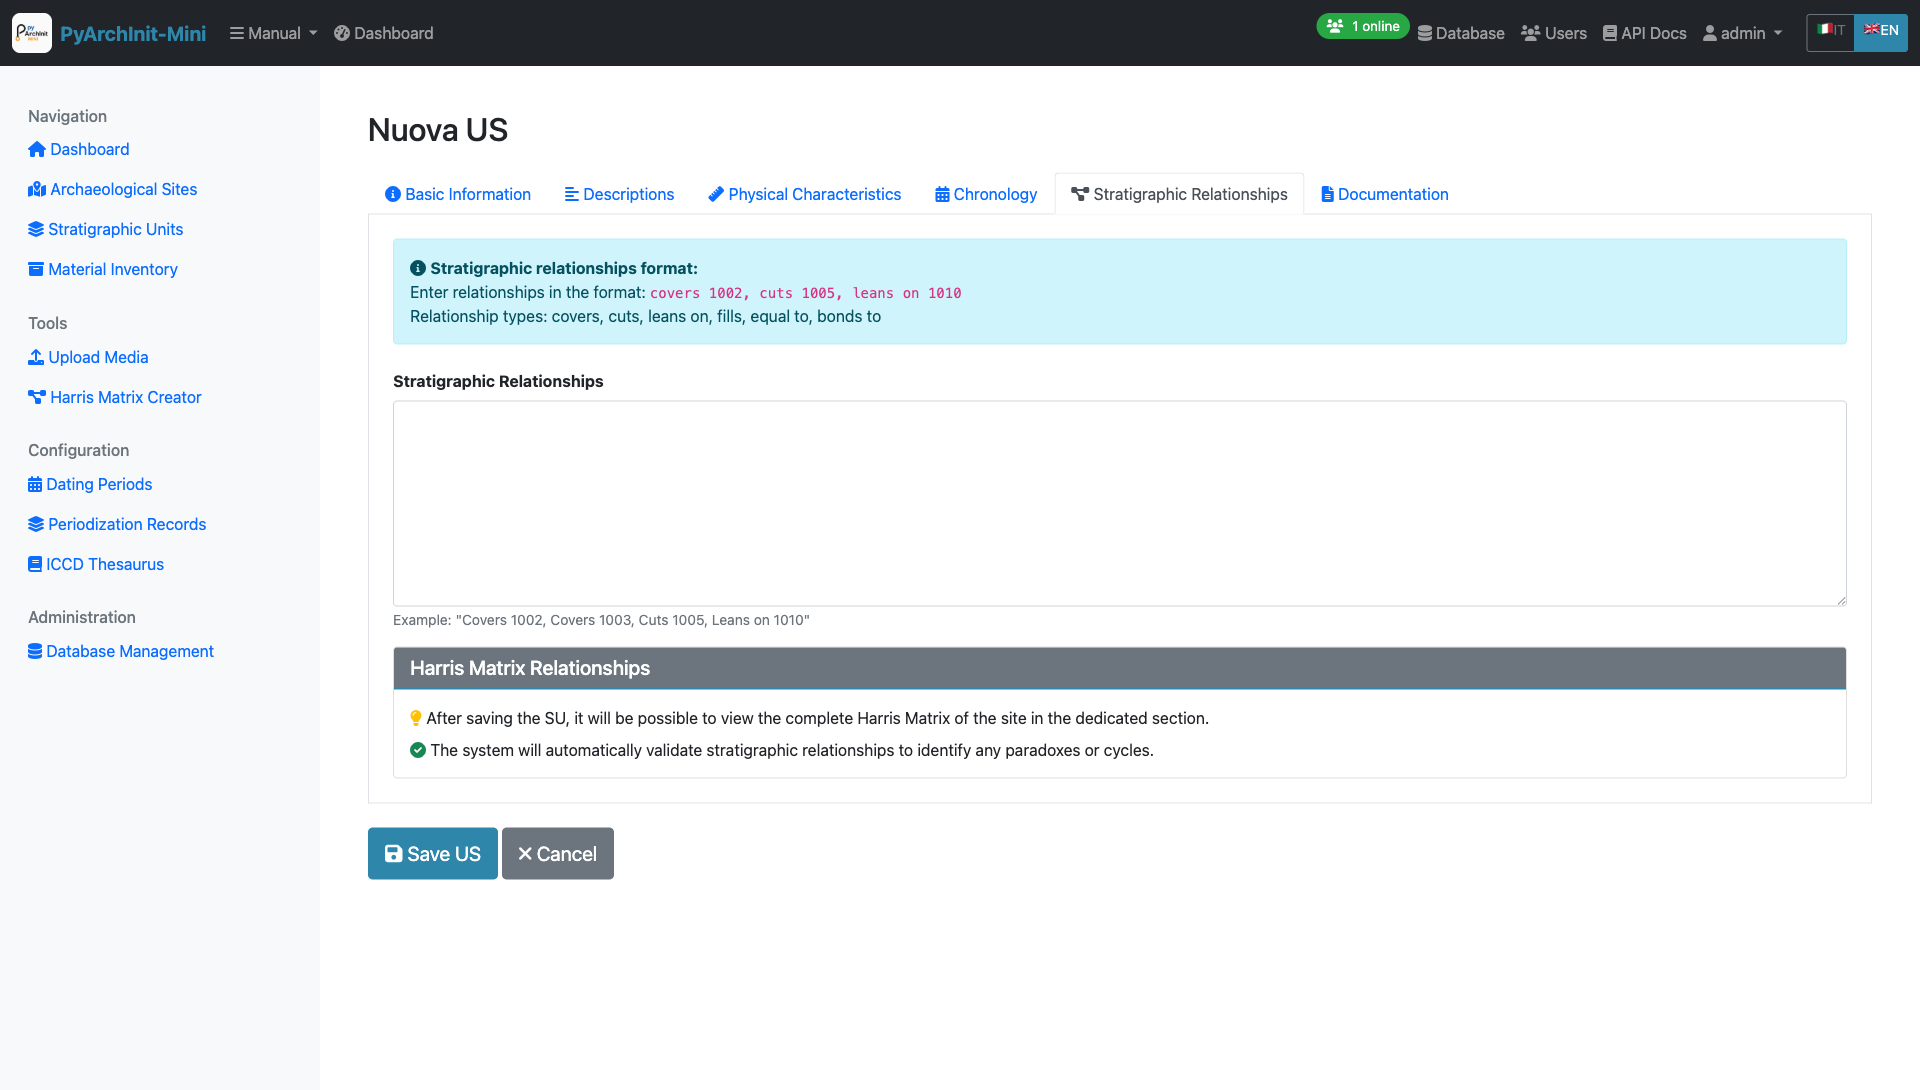 PyArchInit-Mini
Manual
Dashboard
1 online
Database
Users
API Docs
admin
IT
EN
Navigation
Dashboard
Archaeological Sites
Stratigraphic Units
Material Inventory
Tools
Upload Media
Harris Matrix Creator
Configuration
Dating Periods
Periodization Records
ICCD Thesaurus
Administration
Database Management
Nuova US
Basic Information
Descriptions
Physical Characteristics
Chronology
Stratigraphic Relationships
Documentation
Stratigraphic relationships format:
Enter relationships in the format: covers 1002, cuts 1005, leans on 1010
Relationship types: covers, cuts, leans on, fills, equal to, bonds to
Stratigraphic Relationships
Example: "Covers 1002, Covers 1003, Cuts 1005, Leans on 1010"
Harris Matrix Relationships
After saving the SU, it will be possible to view the complete Harris Matrix of the site in the dedicated section.
The system will automatically validate stratigraphic relationships to identify any paradoxes or cycles.
Save US
Cancel